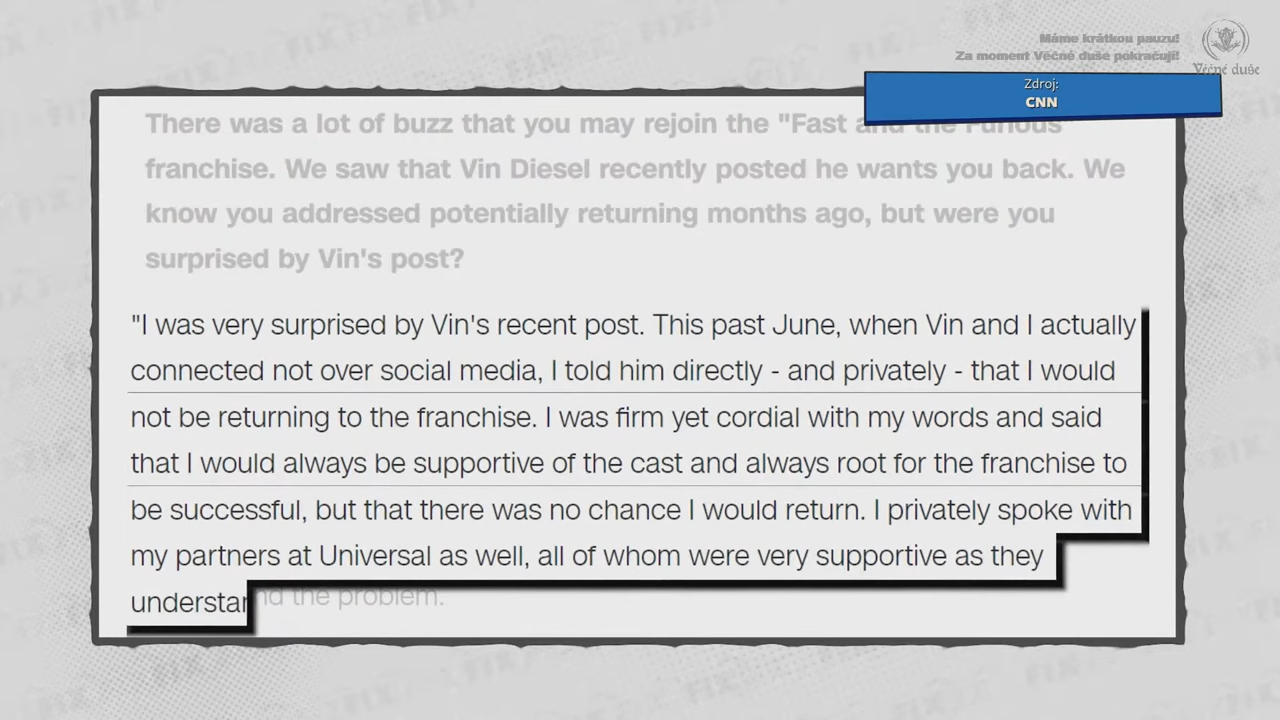 Máme krátkou pauzu!
Za moment Věčné duše pokračují!
Věčné duše
Zdroj:
CNN
There was a lot of buzz that you may rejoin the "Fast and the Furious"
franchise. We saw that Vin Diesel recently posted he wants you back. We
know you addressed potentially returning months ago, but were you
surprised by Vin's post?
"I was very surprised by Vin's recent post. This past June, when Vin and I actually
connected not over social media, I told him directly - and privately - that I would
not be returning to the franchise. I was firm yet cordial with my words and said
that I would always be supportive of the cast and always root for the franchise to
be successful, but that there was no chance I would return. I privately spoke with
my partners at Universal as well, all of whom were very supportive as they
understand the problem.